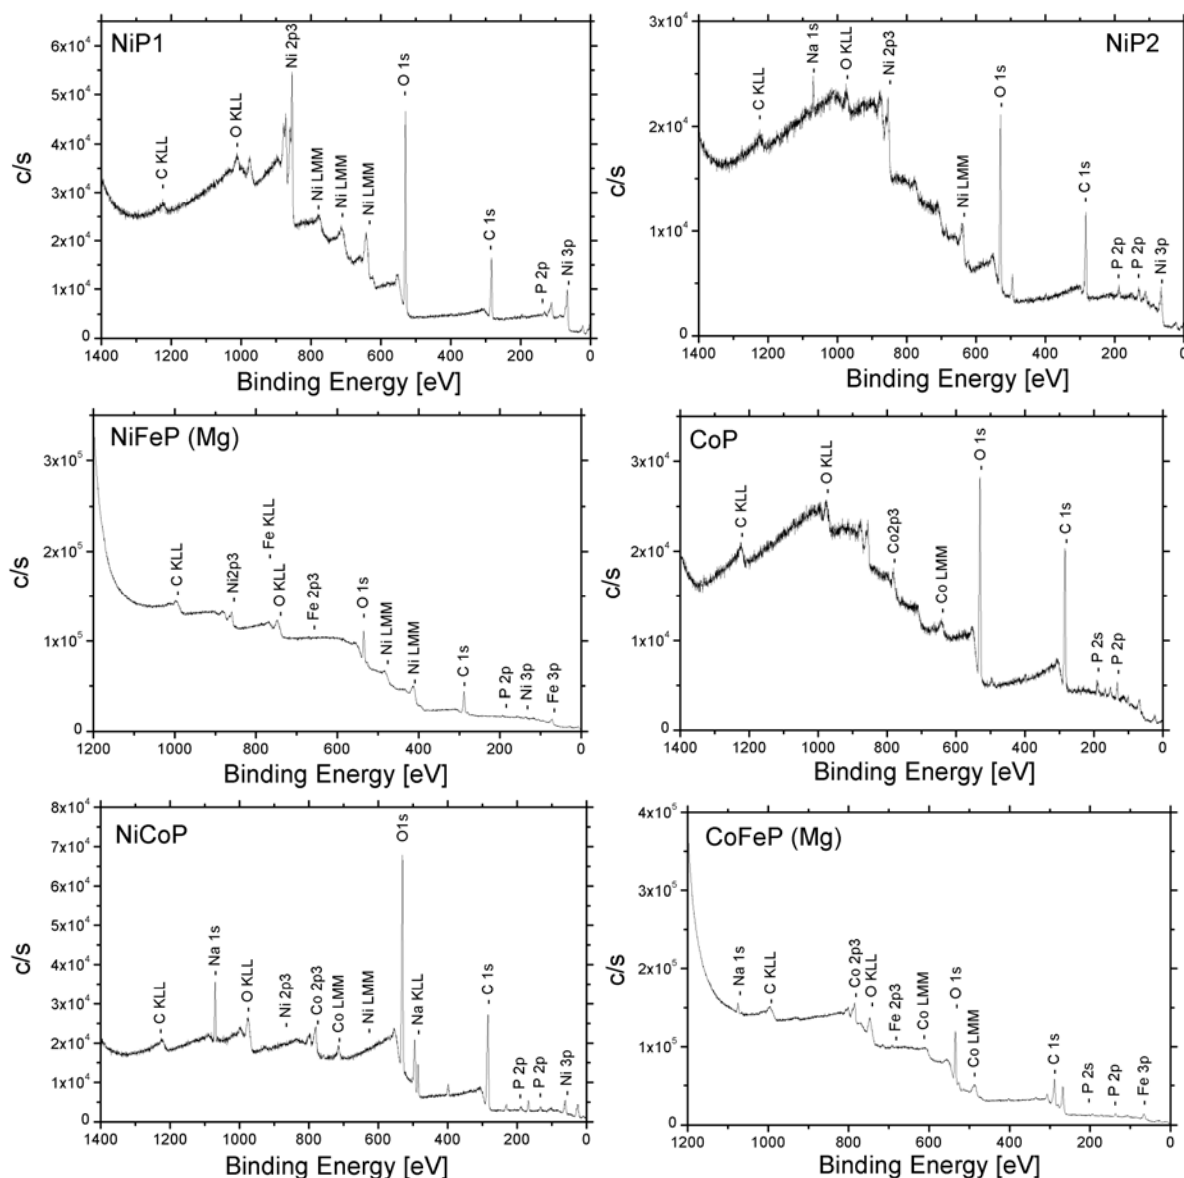 NiP1
6x10⁴
5x10⁴
4x10⁴
3x10⁴
2x10⁴
1x10⁴
0
c/s
C KLL
O KLL
Ni 2p3
Ni LMM
Ni LMM
Ni LMM
O 1s
C 1s
P 2p
Ni 3p
1400 1200 1000 800 600 400 200 0
Binding Energy [eV]
NiP2
3x10⁴
2x10⁴
1x10⁴
0
c/s
C KLL
Na 1s
O KLL
Ni 2p3
Ni LMM
O 1s
C 1s
P 2p
P 2p
Ni 3p
1400 1200 1000 800 600 400 200 0
Binding Energy [eV]
NiFeP (Mg)
3x10⁵
2x10⁵
1x10⁵
0
c/s
C KLL
Ni2p3
Fe KLL
O KLL
Fe 2p3
O 1s
Ni LMM
Ni LMM
C 1s
P 2p
Ni 3p
Fe 3p
1200 1000 800 600 400 200 0
Binding Energy [eV]
CoP
3x10⁴
2x10⁴
1x10⁴
0
c/s
C KLL
O KLL
Co2p3
Co LMM
O 1s
C 1s
P 2s
P 2p
1400 1200 1000 800 600 400 200 0
Binding Energy [eV]
NiCoP
8x10⁴
7x10⁴
6x10⁴
5x10⁴
4x10⁴
3x10⁴
2x10⁴
1x10⁴
0
c/s
C KLL
Na 1s
O KLL
Ni 2p3
Co 2p3
Co LMM
Ni LMM
O1s
Na KLL
C 1s
P 2p
P 2p
Ni 3p
1400 1200 1000 800 600 400 200 0
Binding Energy [eV]
CoFeP (Mg)
4x10⁵
3x10⁵
2x10⁵
1x10⁵
0
c/s
Na 1s
C KLL
Co 2p3
O KLL
Fe 2p3
Co LMM
O 1s
Co LMM
C 1s
P 2s
P 2p
Fe 3p
1200 1000 800 600 400 200 0
Binding Energy [eV]